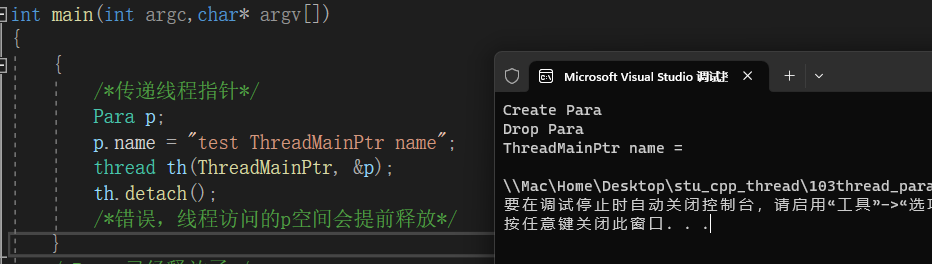 int main(int argc,char* argv[])
{
{
/*传递线程指针*/
Para p;
p.name = "test ThreadMainPtr name";
thread th(ThreadMainPtr, &p);
th.detach();
/*错误，线程访问的p空间会提前释放*/
}
Microsoft Visual Studio 调试
Create Para
Drop Para
ThreadMainPtr name =
\\Mac\Home\Desktop\stu_cpp_thread\103thread_para
要在调试停止时自动关闭控制台，请启用“工具”->“选项
按任意键关闭此窗口. . .